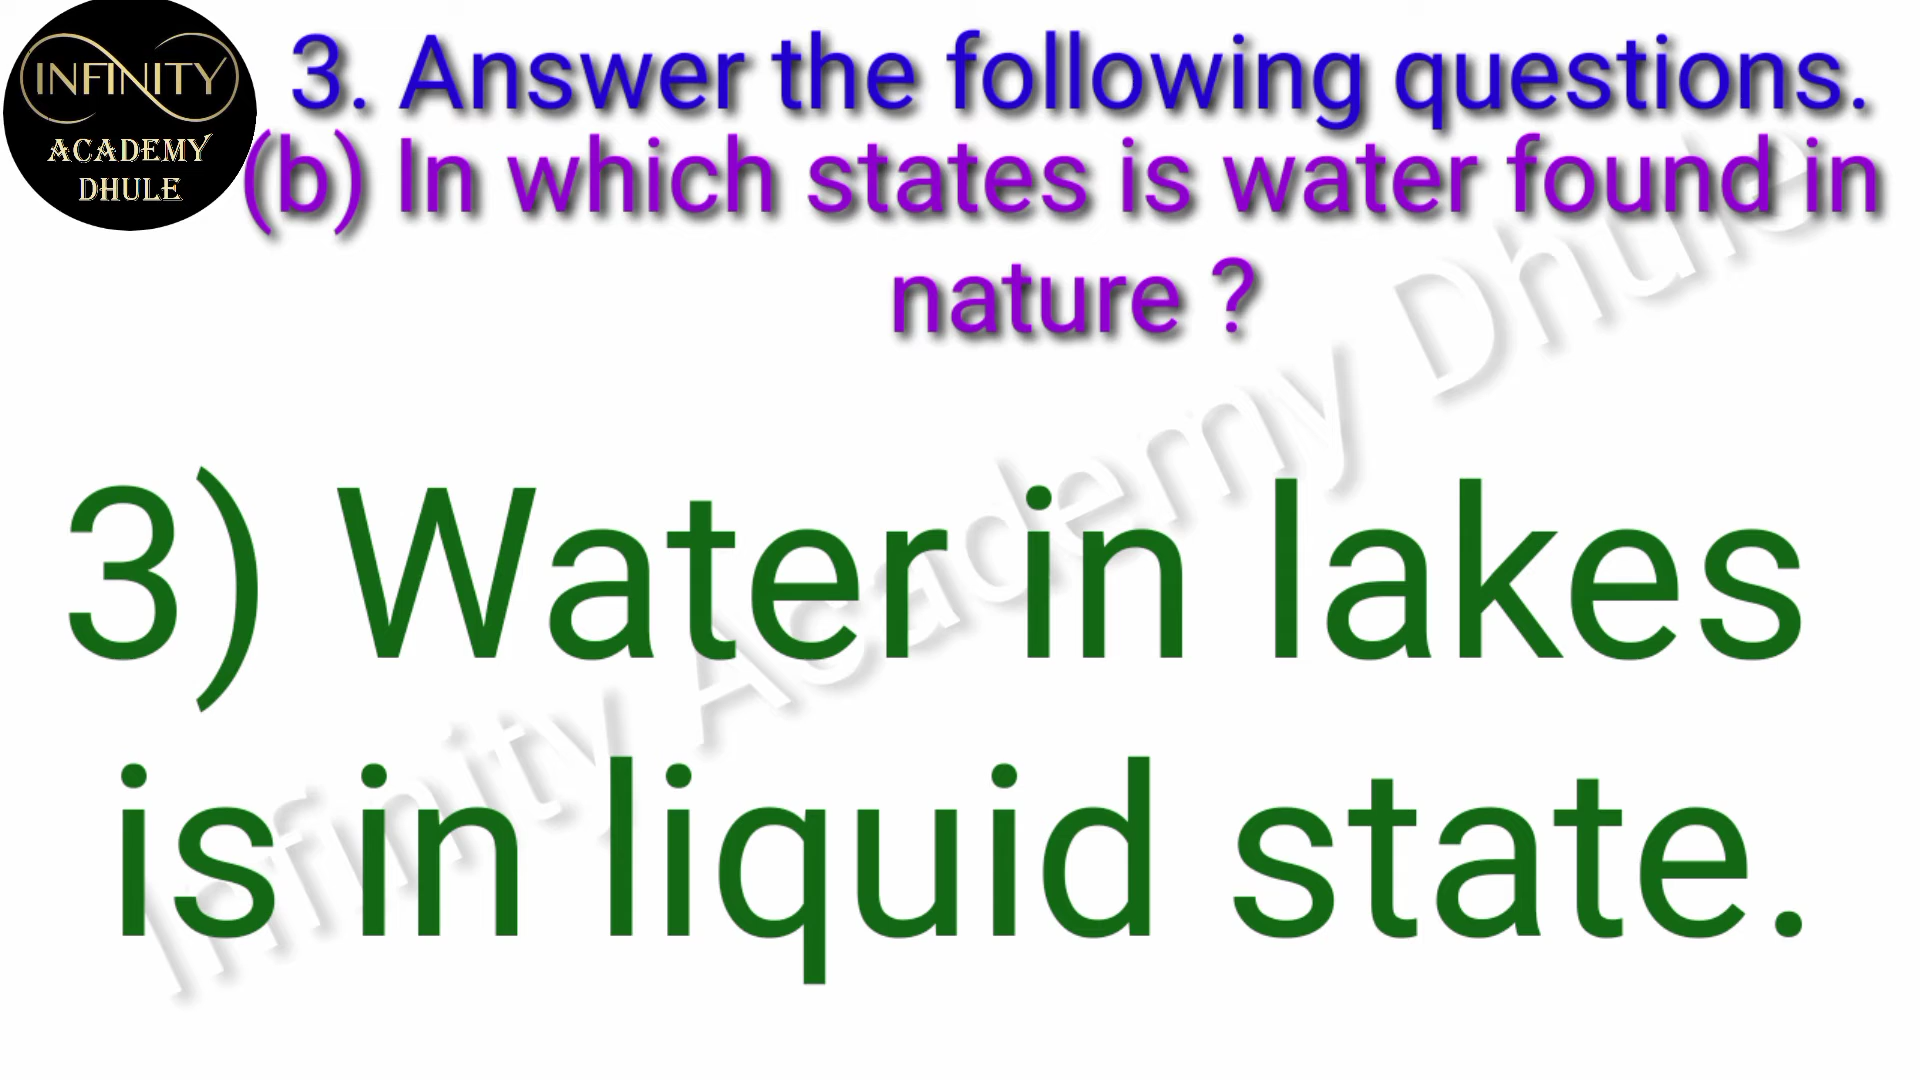 INFINITY
ACADEMY
DHULE
3. Answer the following questions.
(b) In which states is water found in
nature ?
3) Water in lakes
is in liquid state.
Infinity Academy Dhule